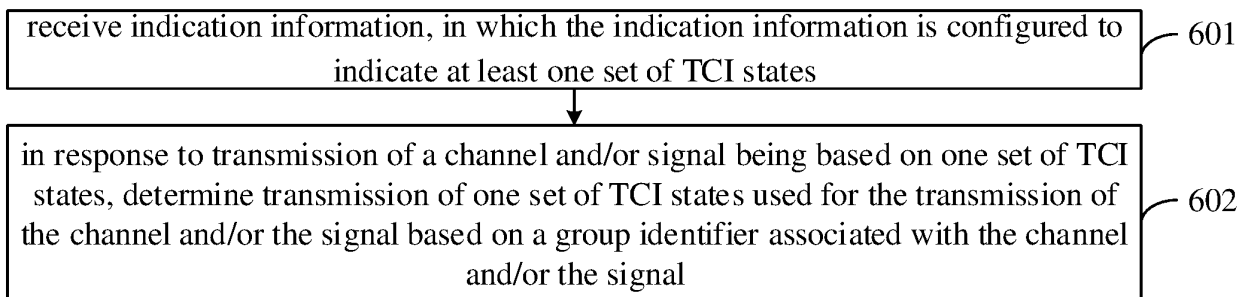 receive indication information, in which the indication information is configured to
indicate at least one set of TCI states
601
in response to transmission of a channel and/or signal being based on one set of TCI
states, determine transmission of one set of TCI states used for the transmission of
the channel and/or the signal based on a group identifier associated with the channel
and/or the signal
602